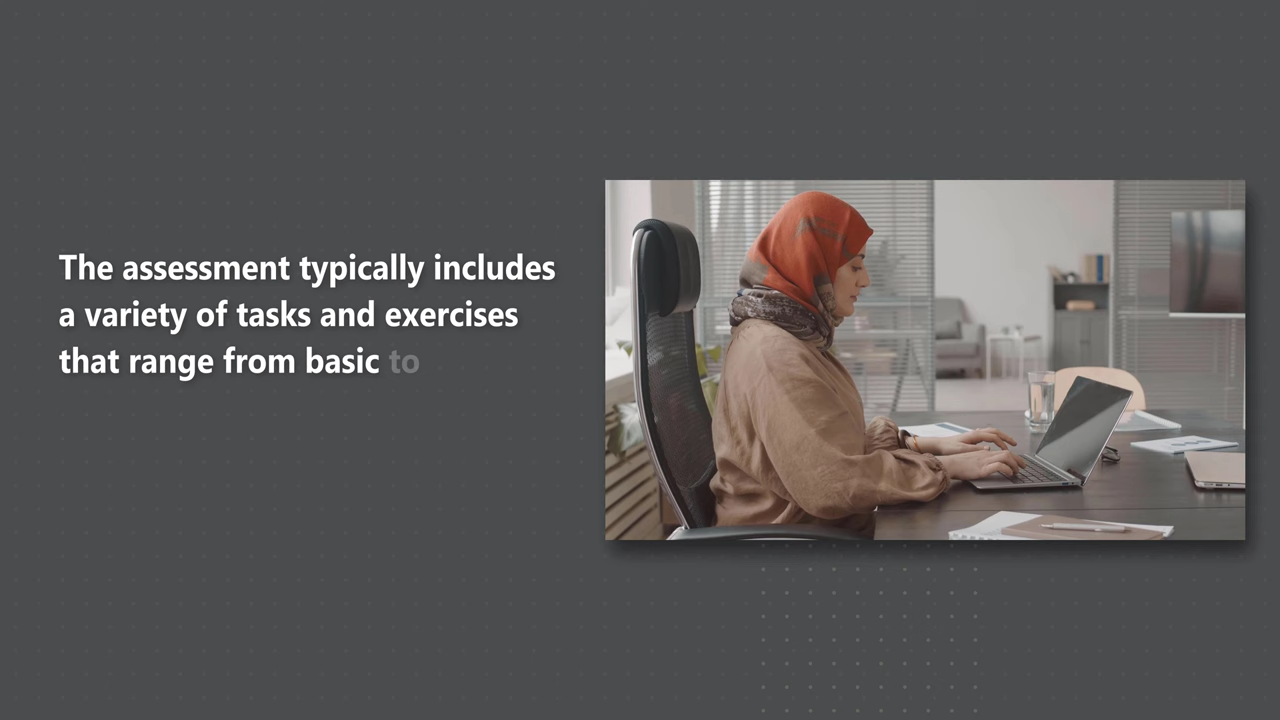 The assessment typically includes
a variety of tasks and exercises
that range from basic to